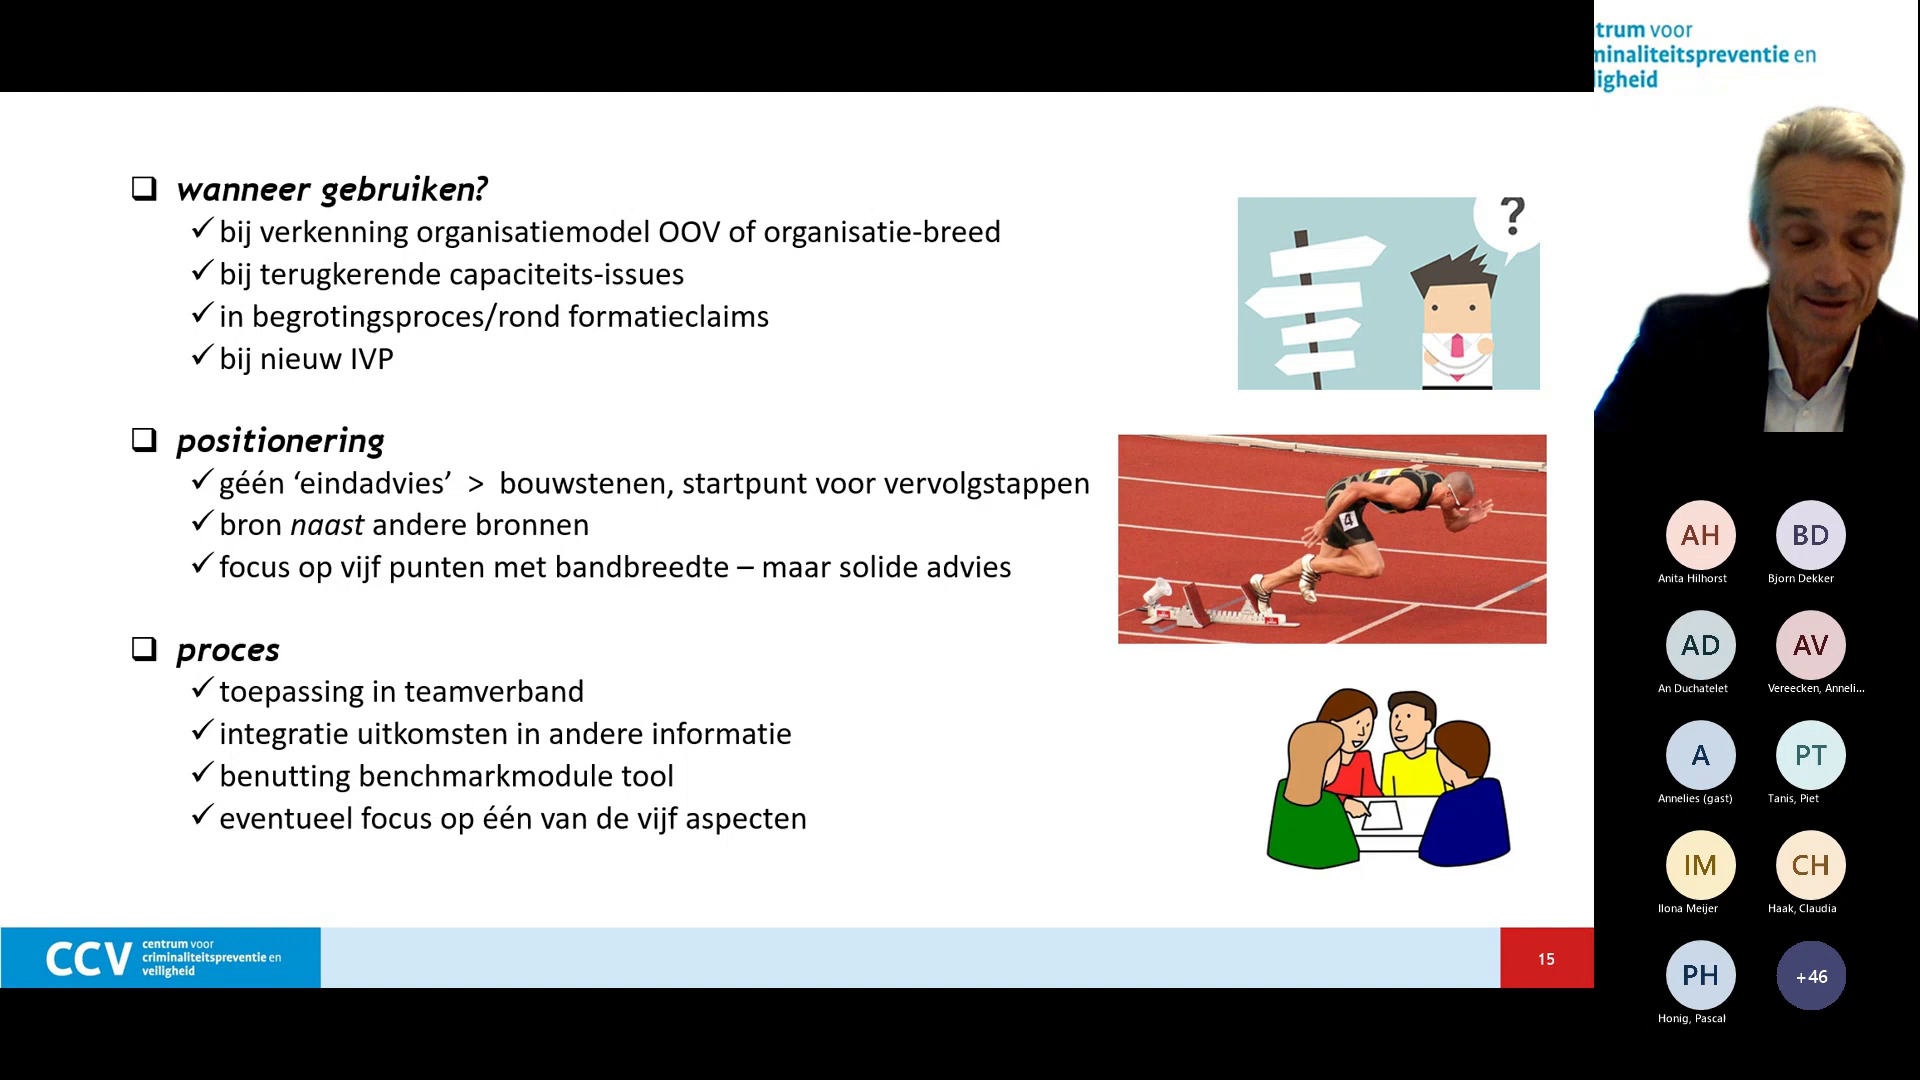 wanneer gebruiken?
bij verkenning organisatiemodel OOV of organisatie-breed
bij terugkerende capaciteits-issues
in begrotingsproces/rond formatieclaims
bij nieuw IVP
positionering
géén ‘eindadvies’ > bouwstenen, startpunt voor vervolgstappen
bron naast andere bronnen
focus op vijf punten met bandbreedte – maar solide advies
proces
toepassing in teamverband
integratie uitkomsten in andere informatie
benutting benchmarkmodule tool
eventueel focus op één van de vijf aspecten
?
4
CCV
centrum voor
criminaliteitspreventie en
veiligheid
15
trum voor
minaliteitspreventie en
ligheid
AH BD
Anita Hilhorst Bjorn Dekker
AD AV
An Duchatelet Vereecken, Anneli...
A PT
Annelies (gast) Tanis, Piet
IM CH
Ilona Meijer Haak, Claudia
PH +46
Honig, Pascal